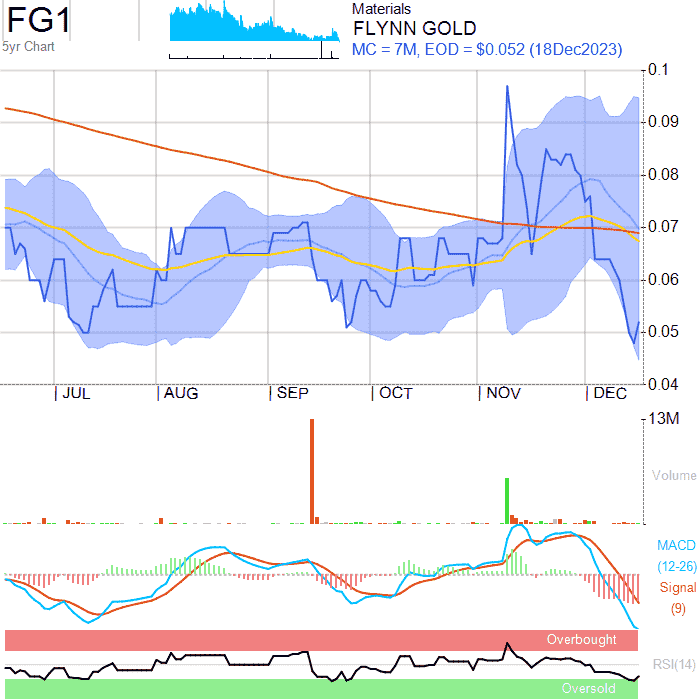 FG1
5yr Chart
Materials
FLYNN GOLD
MC = 7M, EOD = $0.052 (18Dec2023)
0.1
0.09
0.08
0.07
0.06
0.05
0.04
JUL AUG SEP OCT NOV DEC
13M
Volume
MACD
(12-26)
Signal
(9)
Overbought
RSI(14)
Oversold